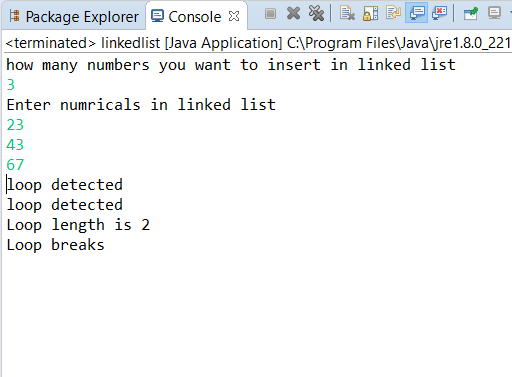 Package Explorer Console
<terminated> linkedlist [Java Application] C:\Program Files\Java\jre1.8.0_221
how many numbers you want to insert in linked list
3
Enter numricals in linked list
23
43
67
loop detected
loop detected
Loop length is 2
Loop breaks